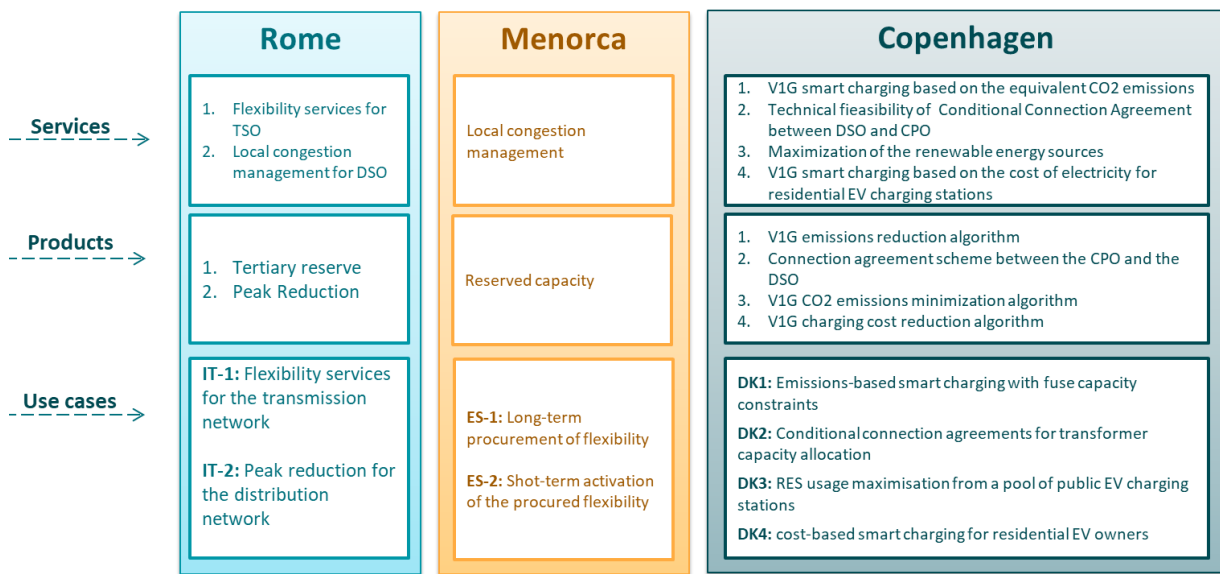 Rome
Menorca
Copenhagen
Services
1. Flexibility services for
TSO
2. Local congestion
management for DSO
Local congestion
management
1. V1G smart charging based on the equivalent CO2 emissions
2. Technical fieasibility of Conditional Connection Agreement
between DSO and CPO
3. Maximization of the renewable energy sources
4. V1G smart charging based on the cost of electricity for
residential EV charging stations
Products
1. Tertiary reserve
2. Peak Reduction
Reserved capacity
1. V1G emissions reduction algorithm
2. Connection agreement scheme between the CPO and the
DSO
3. V1G CO2 emissions minimization algorithm
4. V1G charging cost reduction algorithm
Use cases
IT-1: Flexibility services
for the transmission
network
IT-2: Peak reduction for
the distribution
network
ES-1: Long-term
procurement of flexibility
ES-2: Shot-term activation
of the procured flexibility
DK1: Emissions-based smart charging with fuse capacity
constraints
DK2: Conditional connection agreements for transformer
capacity allocation
DK3: RES usage maximisation from a pool of public EV charging
stations
DK4: cost-based smart charging for residential EV owners